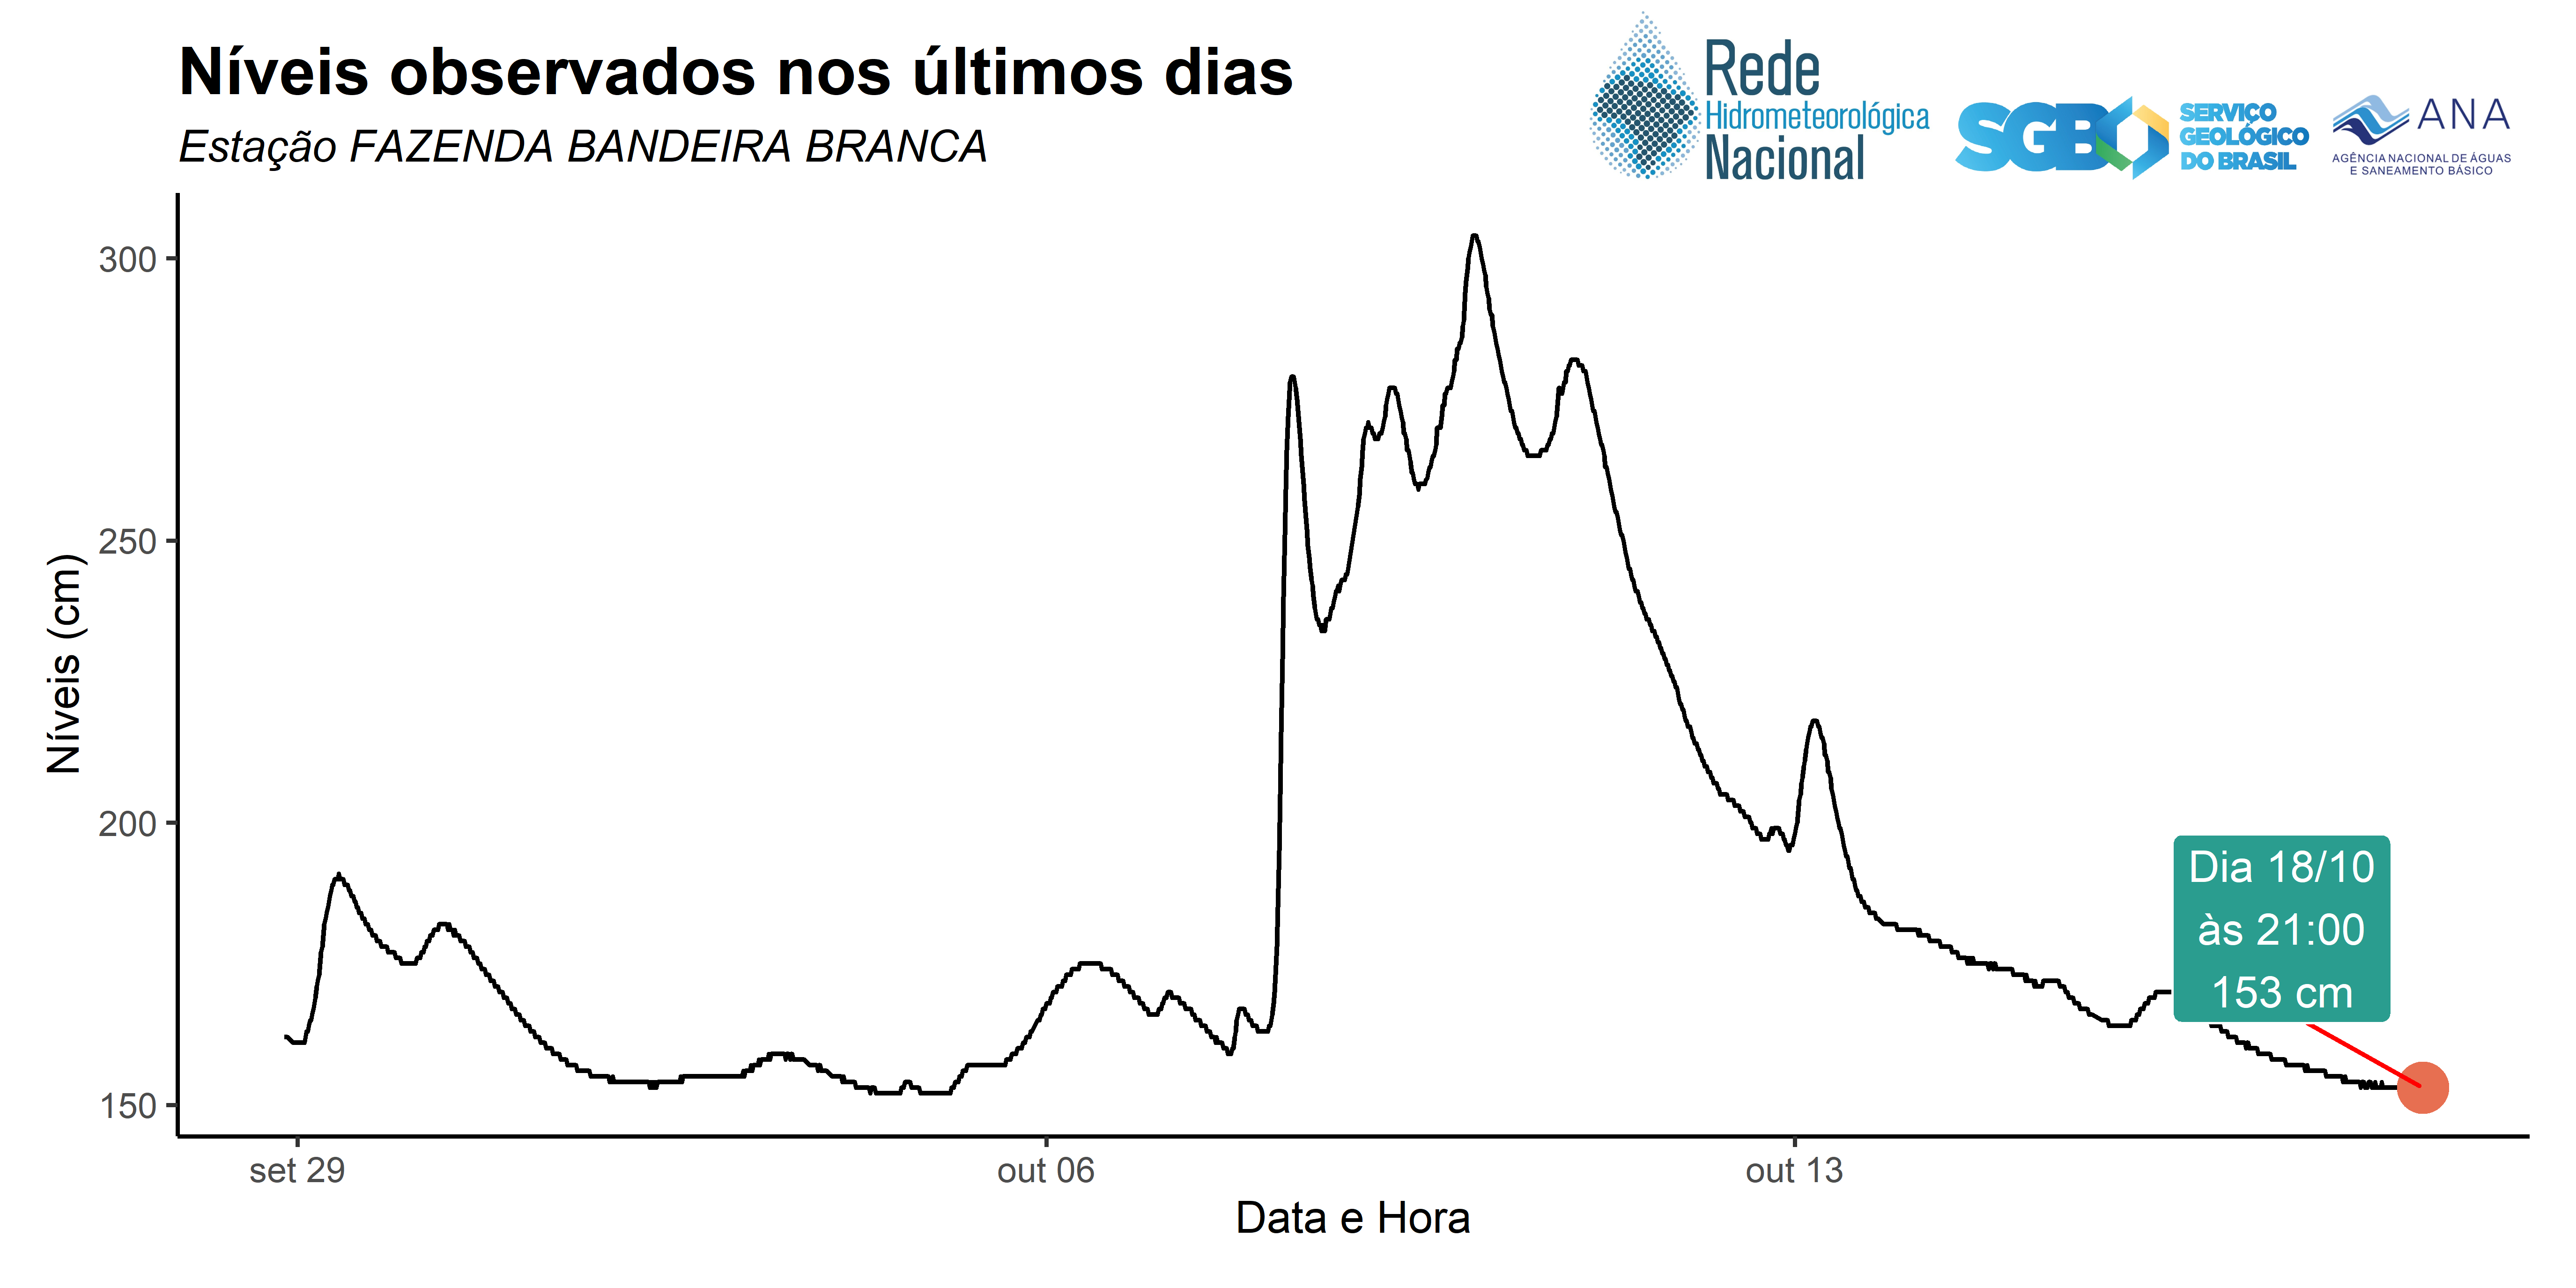 Níveis observados nos últimos dias
Estação FAZENDA BANDEIRA BRANCA
Rede
Hidrometeorológica
Nacional
SGB
SERVIÇO
GEOLÓGICO
DO BRASIL
ANA
AGÊNCIA NACIONAL DE ÁGUAS
E SANEAMENTO BÁSICO
Níveis (cm)
300
250
200
150
Dia 18/10
às 21:00
153 cm
set 29
out 06
out 13
Data e Hora